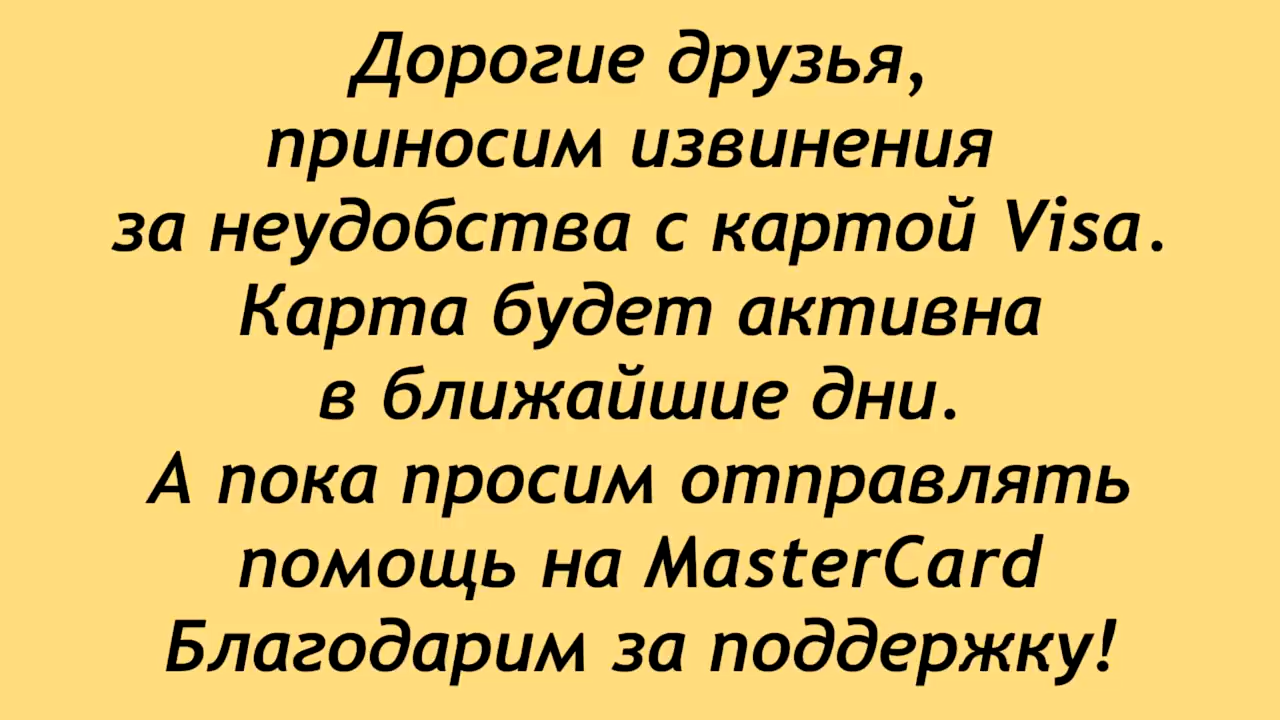 Дорогие друзья,
приносим извинения
за неудобства с картой Visa.
Карта будет активна
в ближайшие дни.
А пока просим отправлять
помощь на MasterCard
Благодарим за поддержку!